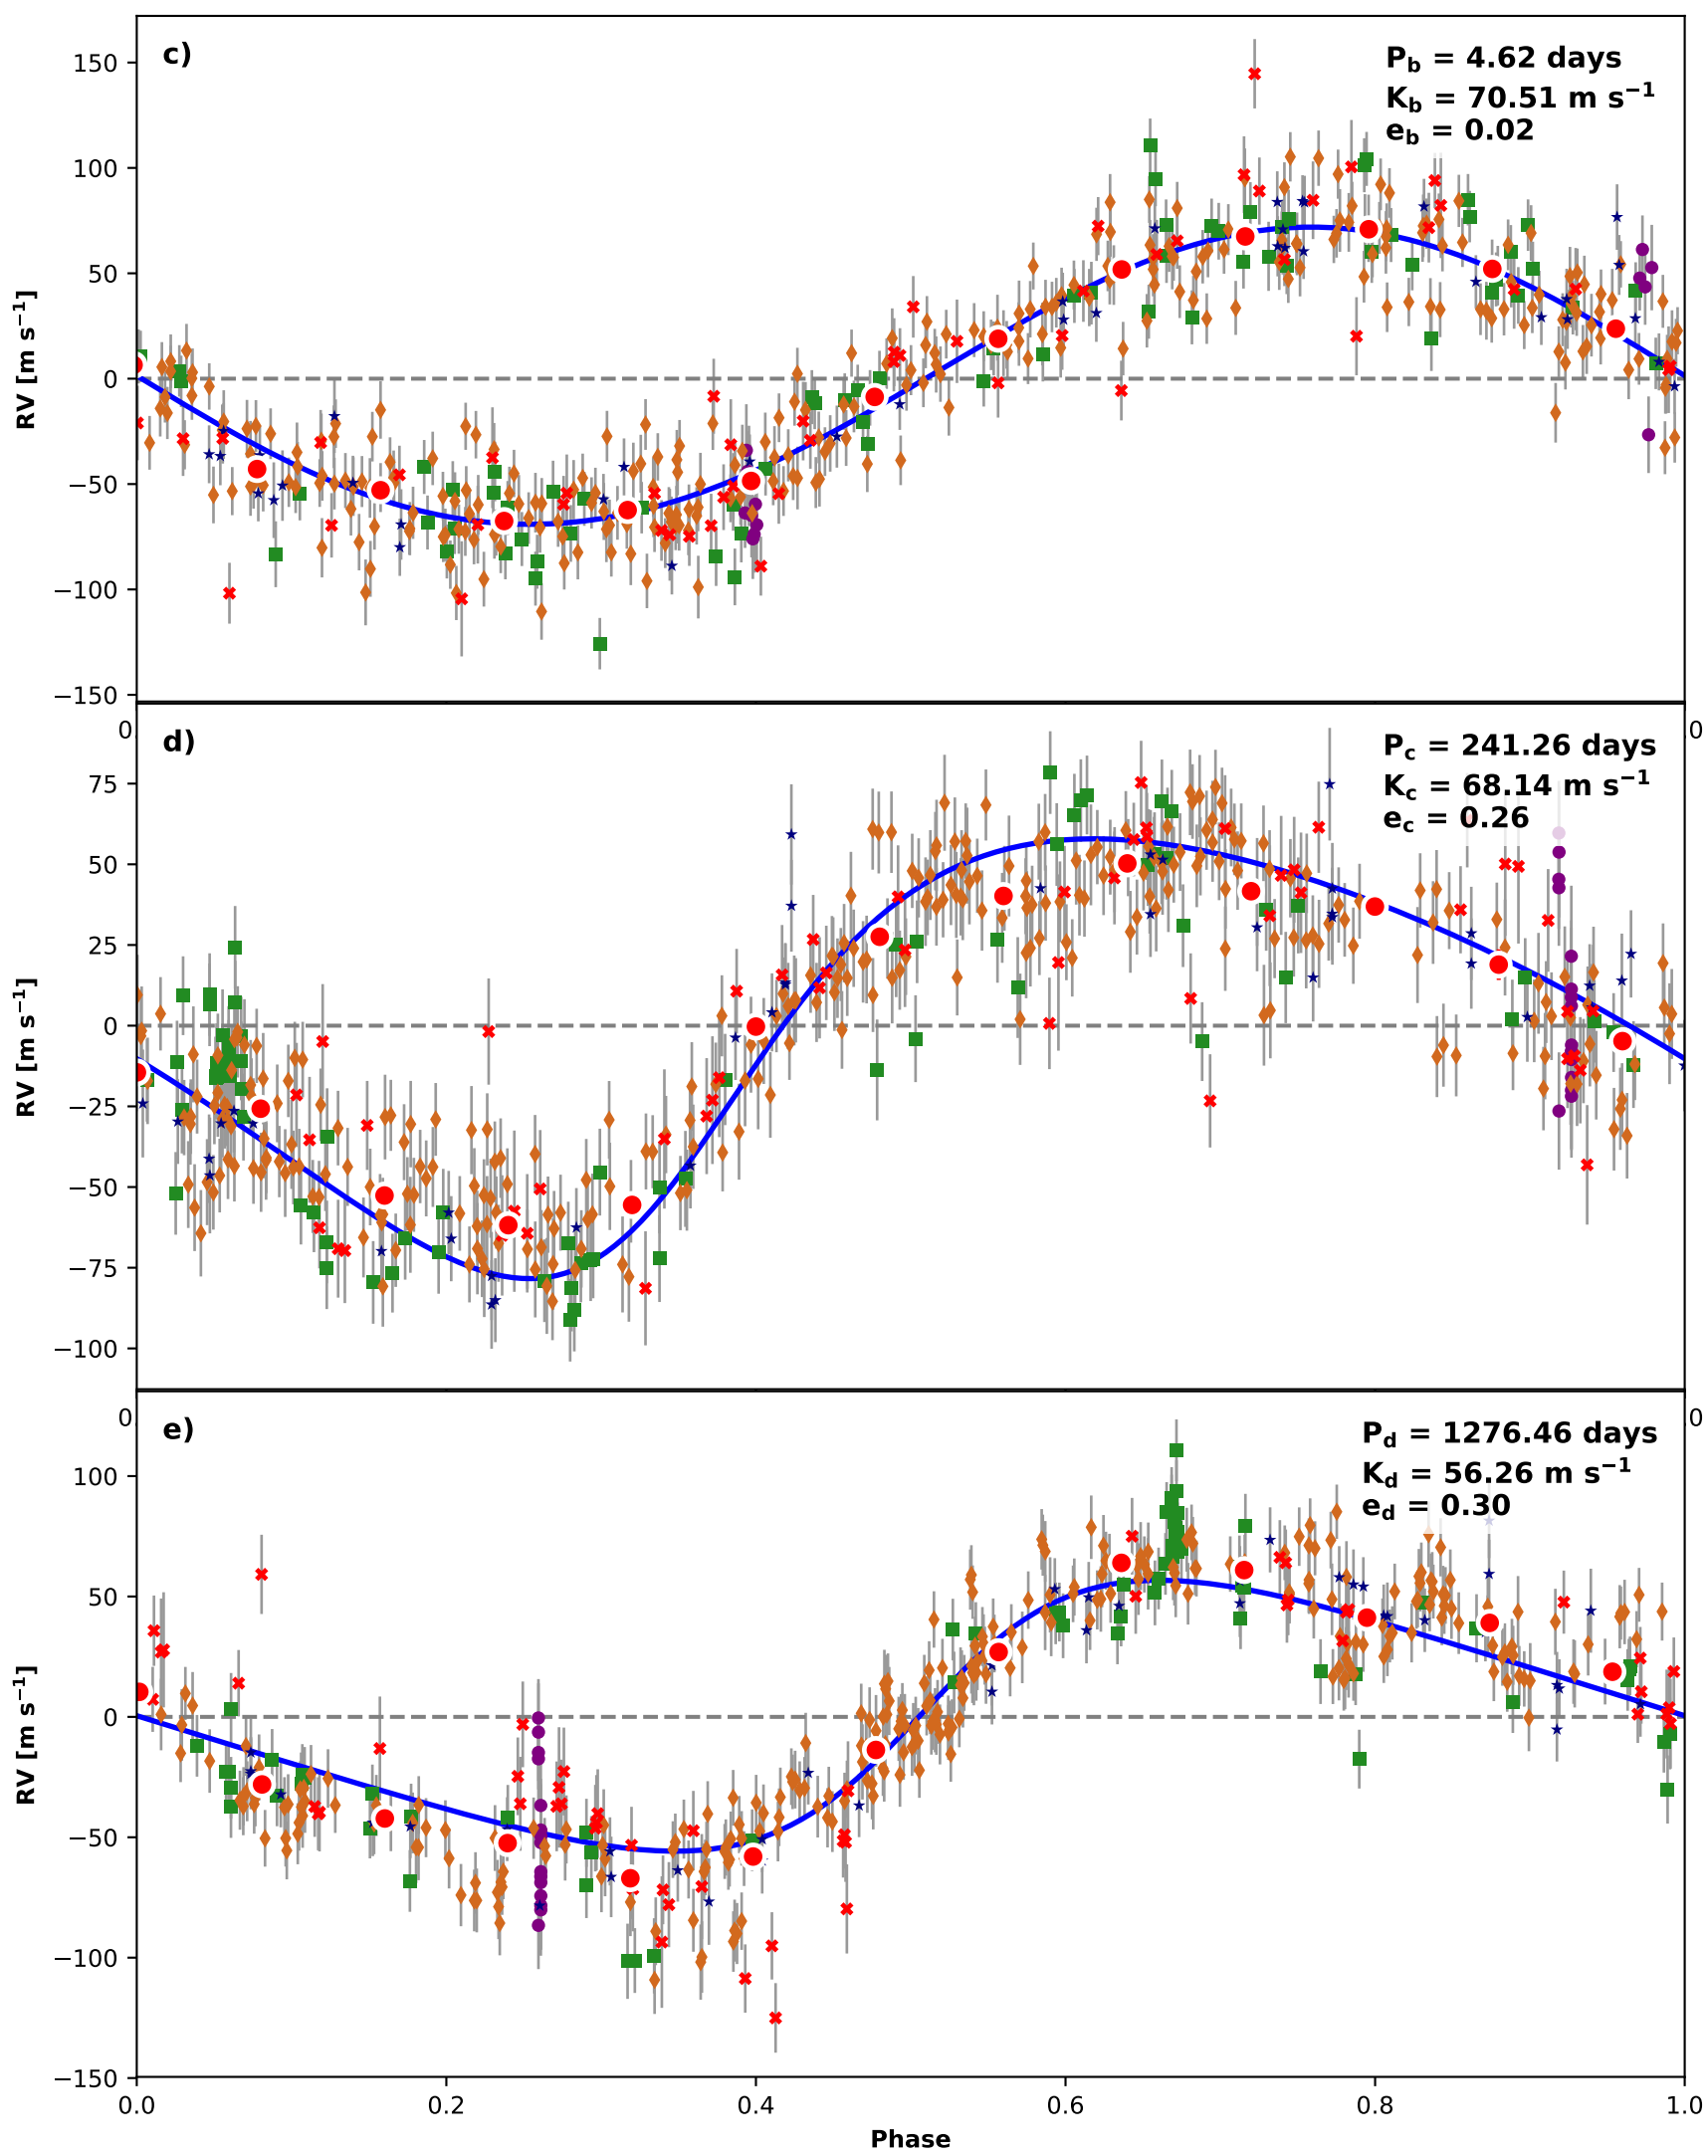 c)
P_b = 4.62 days
K_b = 70.51 m s⁻¹
e_b = 0.02
150
100
50
0
−50
−100
−150
RV [m s⁻¹]
0
.0
d)
P_c = 241.26 days
K_c = 68.14 m s⁻¹
e_c = 0.26
75
50
25
0
−25
−50
−75
−100
RV [m s⁻¹]
0
.0
e)
P_d = 1276.46 days
K_d = 56.26 m s⁻¹
e_d = 0.30
100
50
0
−50
−100
−150
RV [m s⁻¹]
0.0 0.2 0.4 0.6 0.8 1.0
Phase